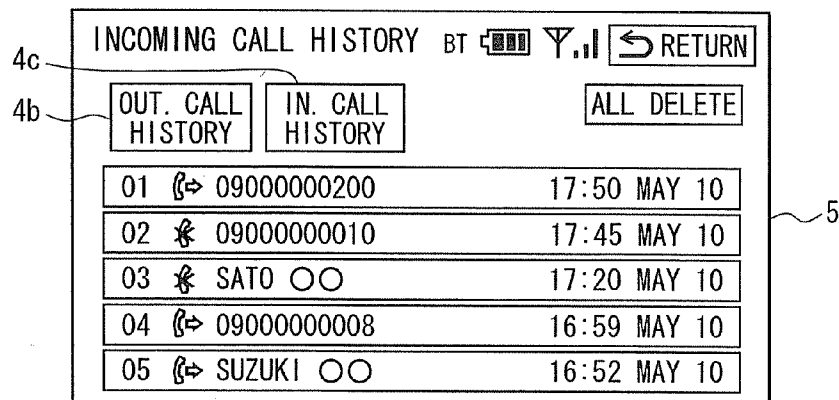 INCOMING CALL HISTORY BT RETURN
4c
4b
OUT. CALL HISTORY
IN. CALL HISTORY
ALL DELETE
01 09000000200 17:50 MAY 10
02 09000000010 17:45 MAY 10
03 SATO ○○ 17:20 MAY 10
04 09000000008 16:59 MAY 10
05 SUZUKI ○○ 16:52 MAY 10
5